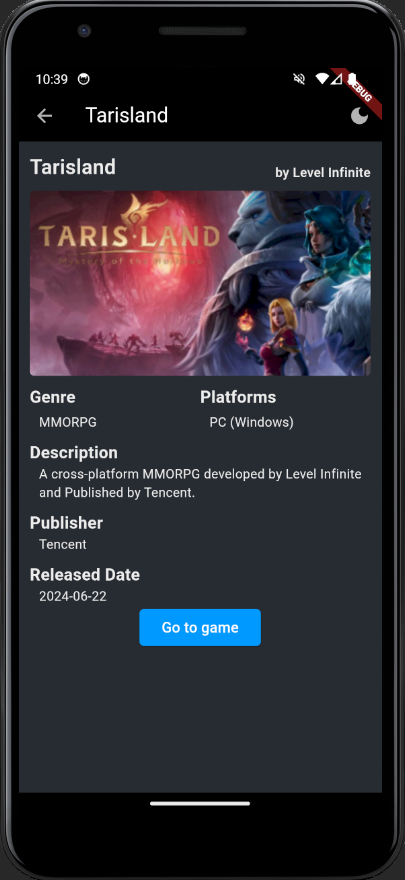 10:39
DEBUG
Tarisland
Tarisland
by Level Infinite
TARIS·LAND
Genre
Platforms
MMORPG
PC (Windows)
Description
A cross-platform MMORPG developed by Level Infinite
and Published by Tencent.
Publisher
Tencent
Released Date
2024-06-22
Go to game